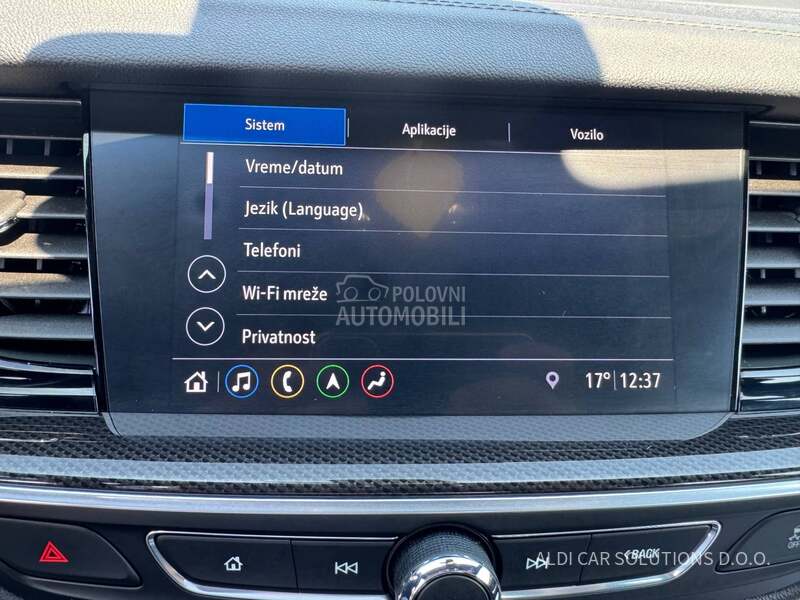 Sistem
Aplikacije
Vozilo
Vreme/datum
Jezik (Language)
Telefoni
Wi-Fi mreže
Privatnost
POLOVNI
AUTOMOBILI
17° 12:37
BACK
OFF
ALDI CAR SOLUTIONS D.O.O.